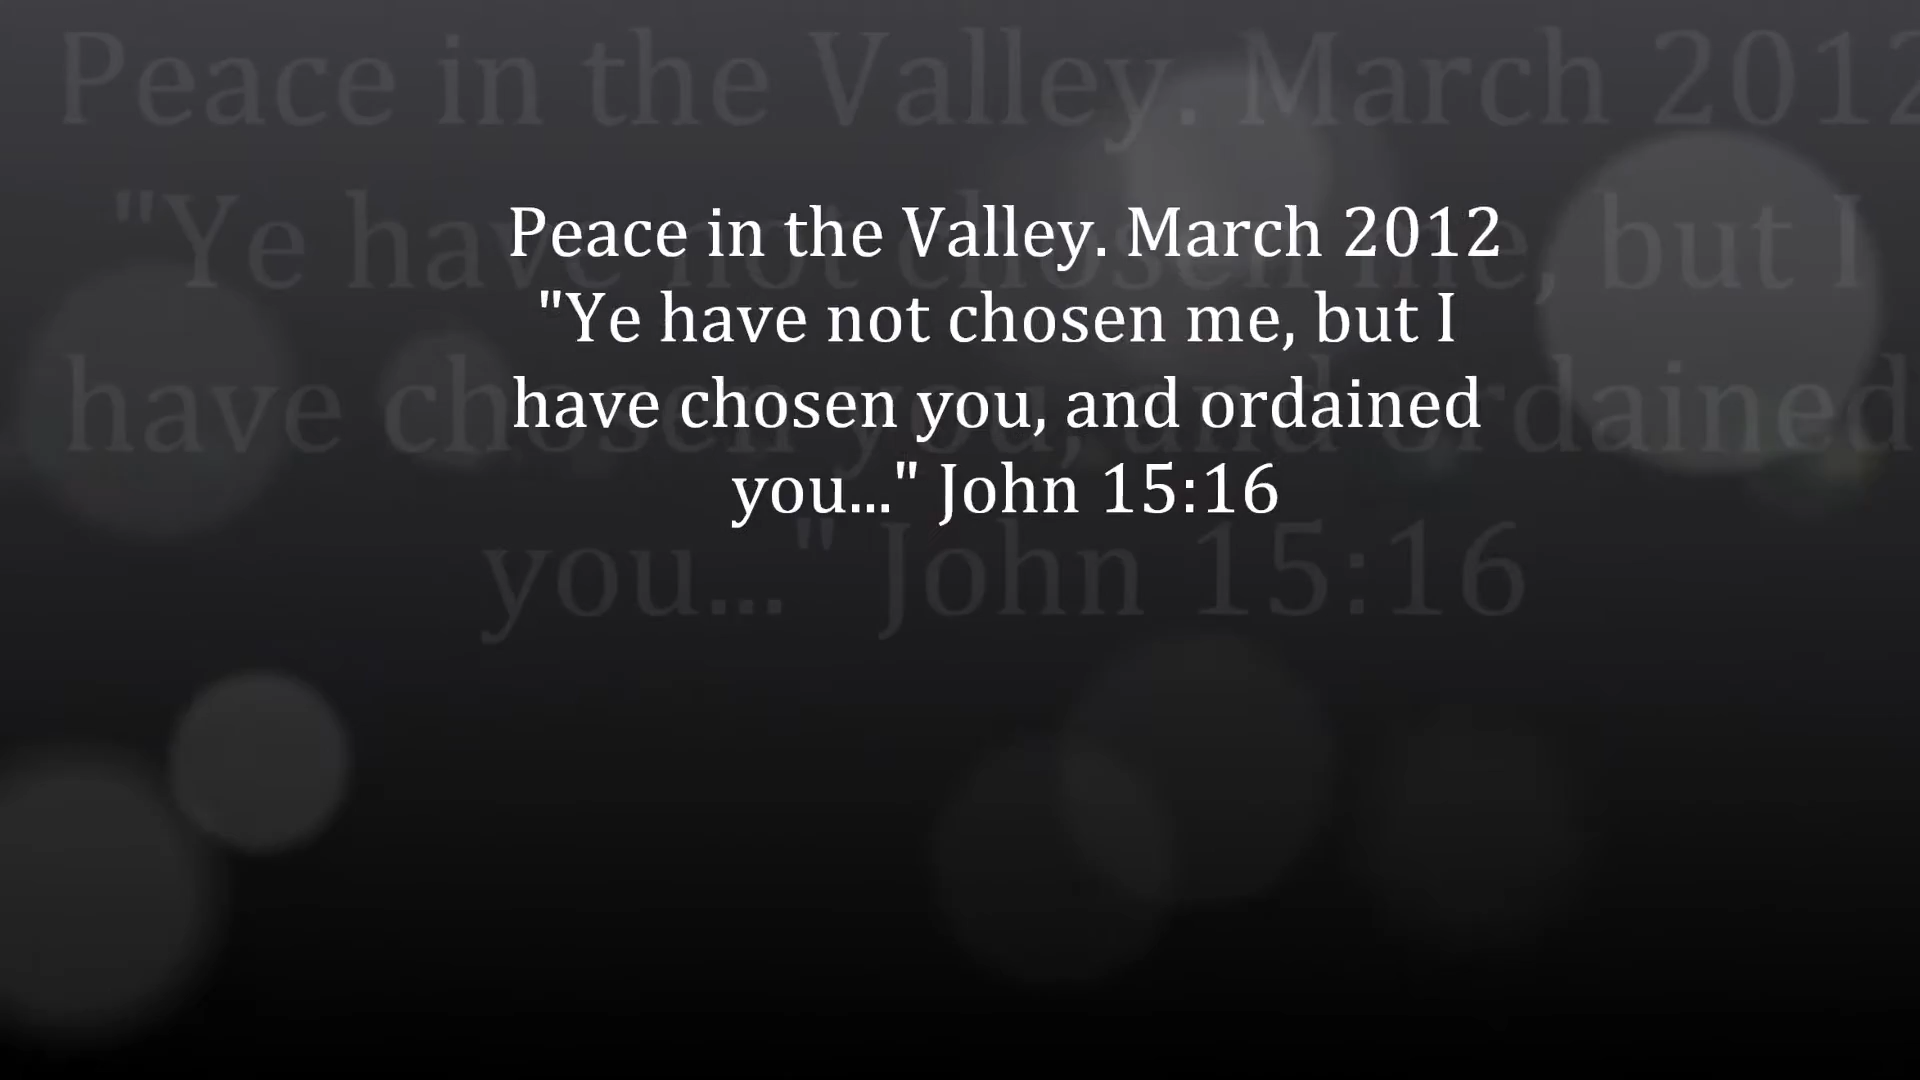 Peace in the Valley. March 2012
"Ye have not chosen me, but I
have chosen you, and ordained
you..." John 15:16